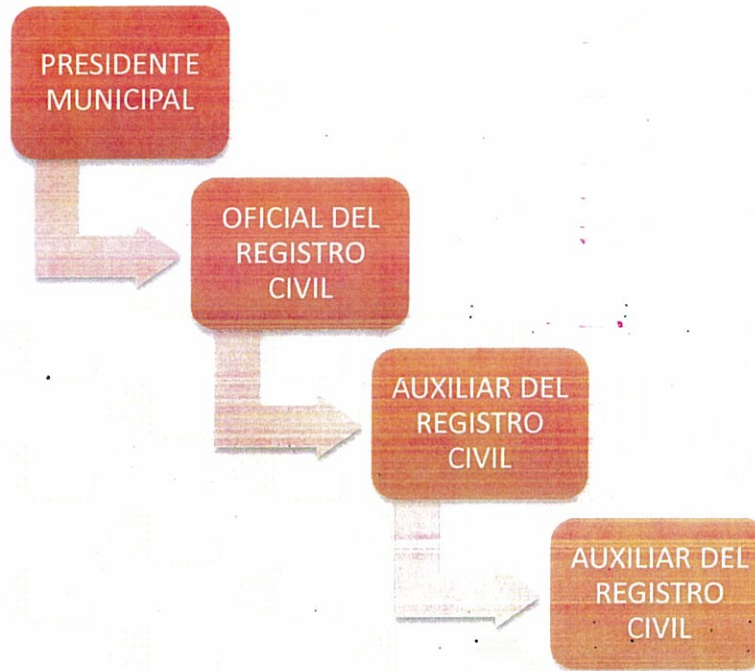 PRESIDENTE
MUNICIPAL
OFICIAL DEL
REGISTRO
CIVIL
AUXILIAR DEL
REGISTRO
CIVIL
AUXILIAR DEL
REGISTRO
CIVIL